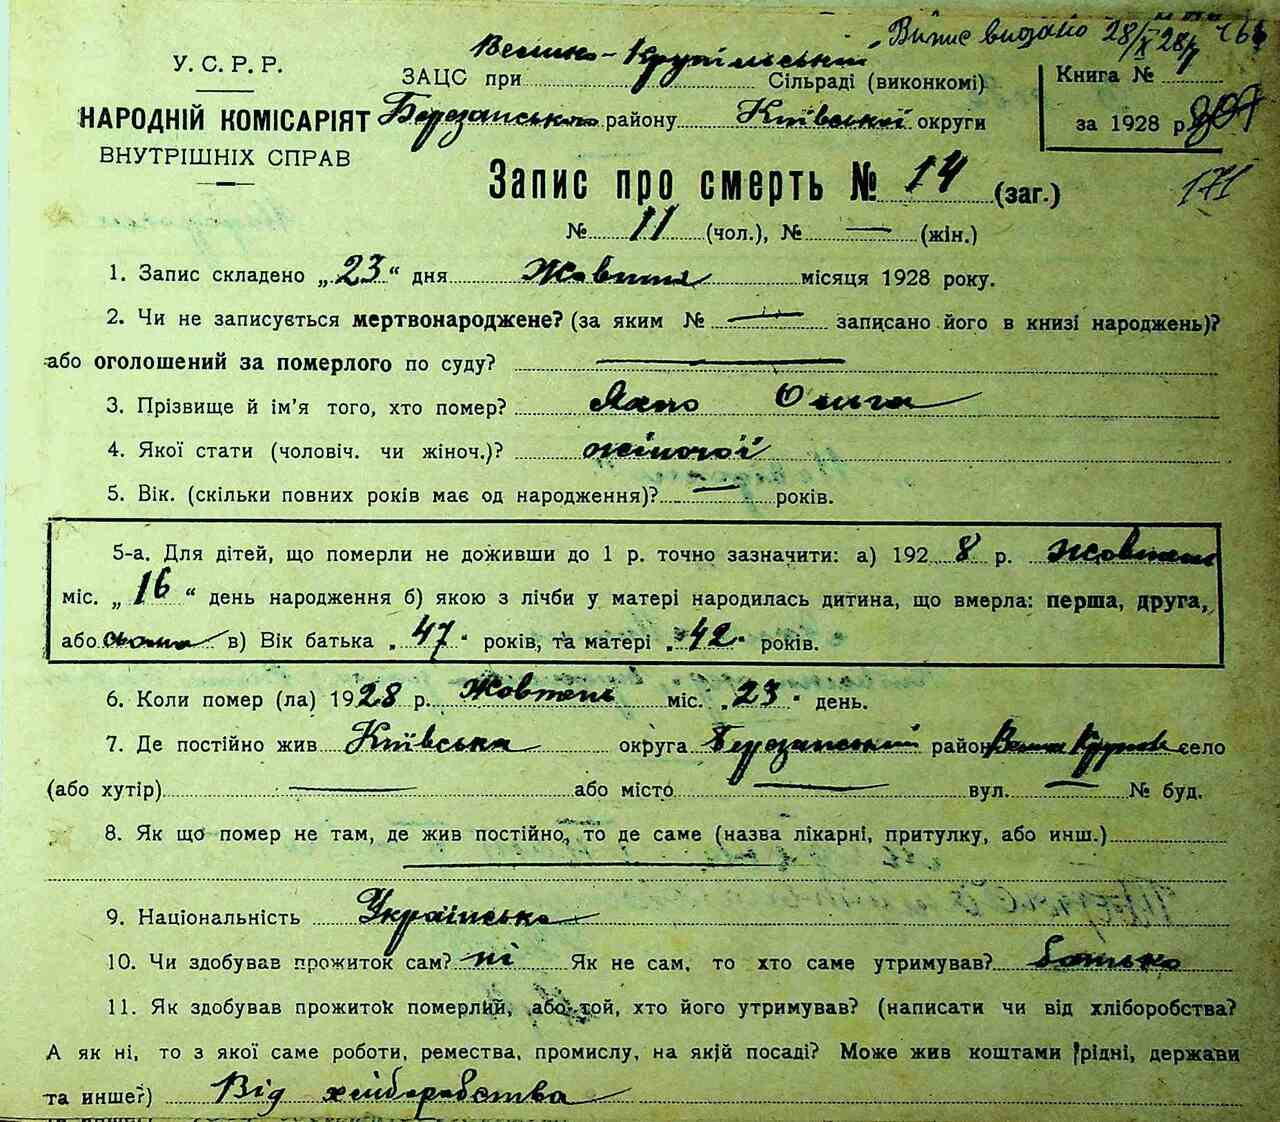 Випис видано 28/X 28 р
У. С. Р. Р.
НАРОДНІЙ КОМІСАРІЯТ
ВНУТРІШНІХ СПРАВ
ЗАЦС при Велико-Крупільській Сільраді (виконкомі)
Березанського району Київської округи
Книга №
за 1928 р.
171
Запис про смерть № 14 (заг.)
№ 11 (чол.), № — (жін.)
1. Запис складено „23“ дня Жовтня місяця 1928 року.
2. Чи не записується мертвонароджене? (за яким № — записано його в книзі народжень)?
або оголошений за померлого по суду? —
3. Прізвище й ім’я того, хто помер? Ольга
4. Якої стати (чоловіч. чи жіноч.)? жіночої
5. Вік. (скільки повних років має од народження)? — років.
5-а. Для дітей, що померли не доживши до 1 р. точно зазначити: а) 1928 р. Жовтень
міс. „16“ день народження б) якою з лічби у матері народилась дитина, що вмерла: перша, друга,
або сьома в) Вік батька „47“ років, та матері „42“ років.
6. Коли помер (ла) 1928 р. Жовтень міс. „23“ день.
7. Де постійно жив Київська округа Березанський район Велик Крупол село
(або хутір) — або місто — вул. — № буд.
8. Як що помер не там, де жив постійно, то де саме (назва лікарні, притулку, або инш.)
—
9. Національність Українська
10. Чи здобував прожиток сам? ні Як не сам, то хто саме утримував? батько
11. Як здобував прожиток померлий, або той, хто його утримував? (написати чи від хліборобства?
А як ні, то з якої саме роботи, ремества, промислу, на якій посаді? Може жив коштами рідні, держави
та инше?) Від хліборобства